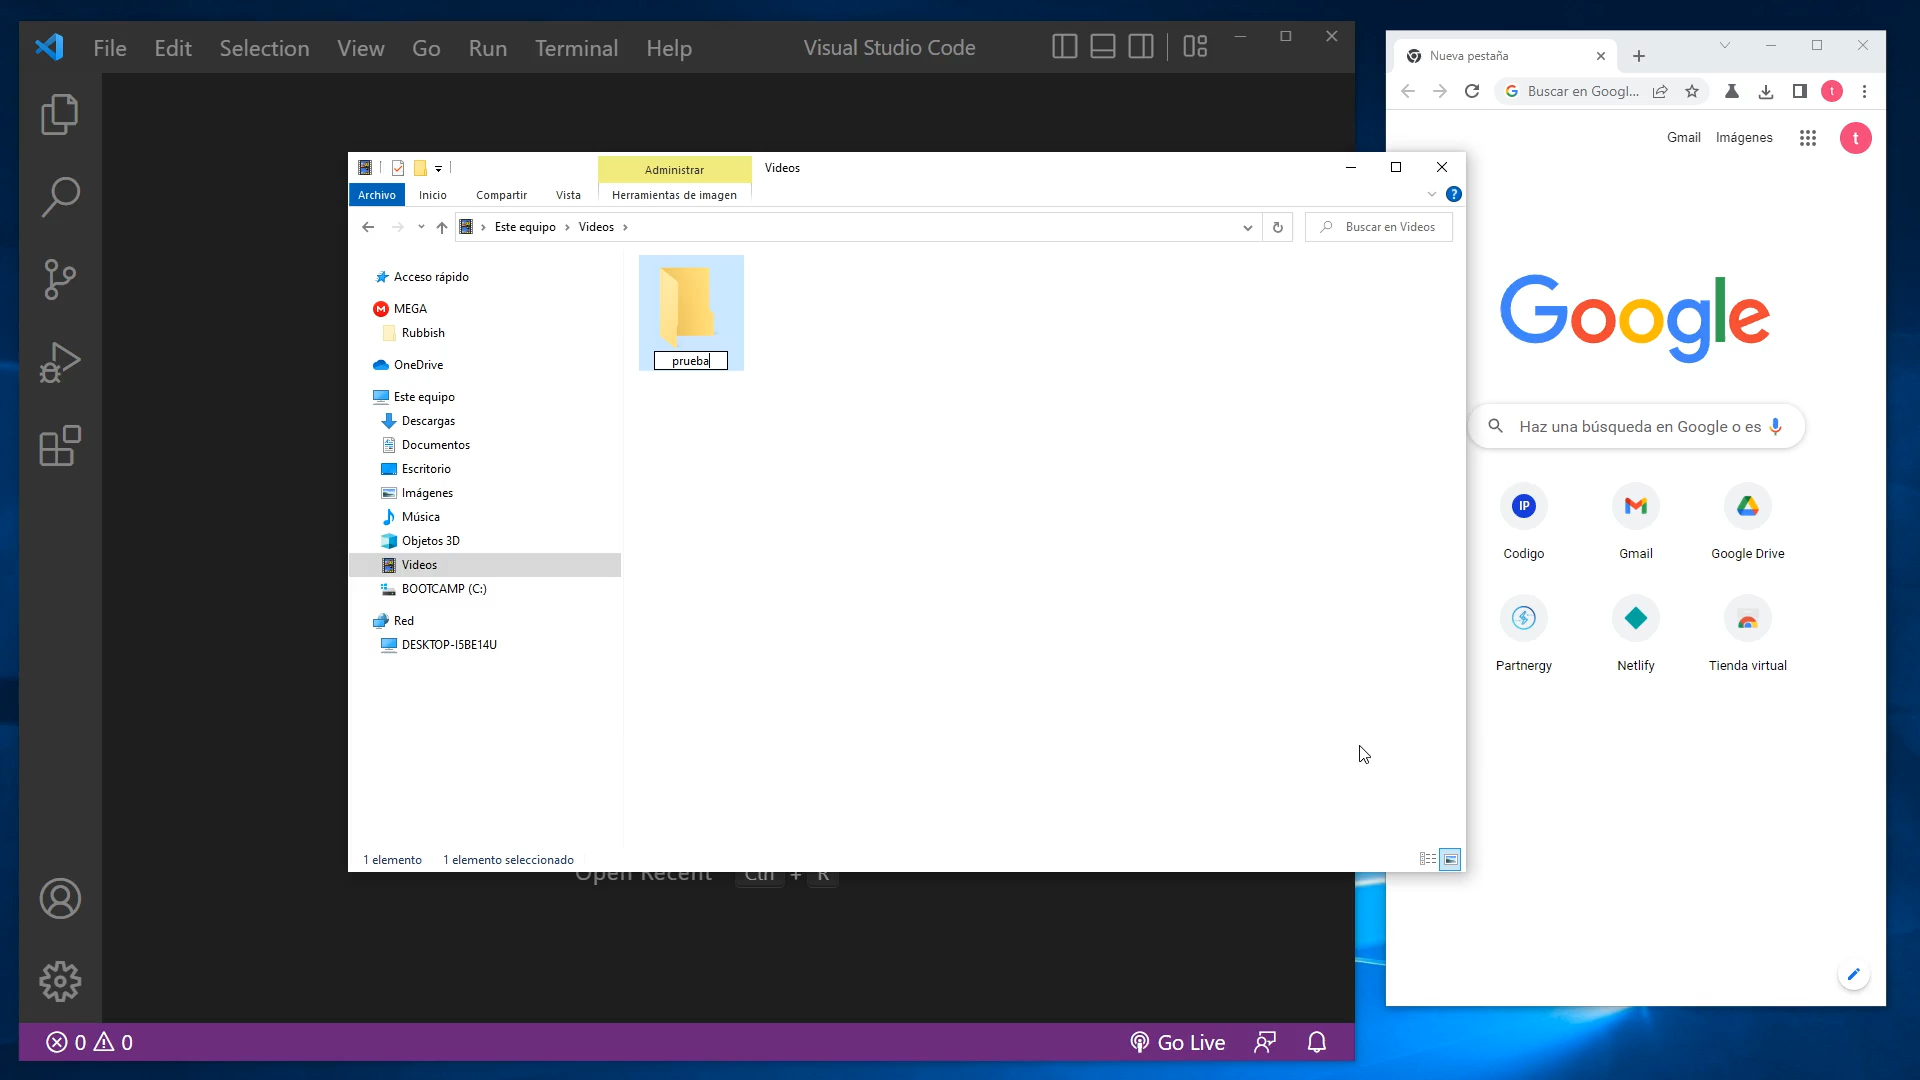 File Edit Selection View Go Run Terminal Help
Visual Studio Code
Nueva pestaña
Buscar en Googl...
t
Gmail Imágenes
t
Administrar
Videos
Archivo Inicio Compartir Vista Herramientas de imagen
?
Este equipo Videos
Buscar en Videos
Acceso rápido
M
MEGA
Rubbish
OneDrive
Este equipo
Descargas
Documentos
Escritorio
Imágenes
Música
Objetos 3D
Videos
BOOTCAMP (C:)
Red
DESKTOP-I5BE14U
prueba
1 elemento 1 elemento seleccionado
Open Recent Ctrl + R
Google
Haz una búsqueda en Google o es
IP
Codigo Gmail Google Drive
Partnergy Netlify Tienda virtual
0 0
Go Live